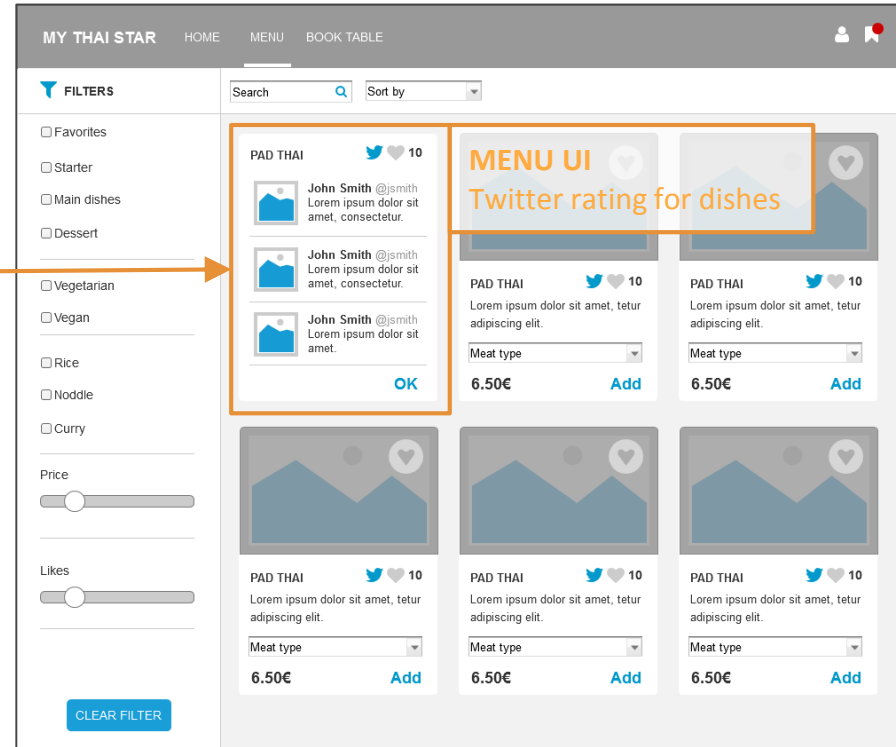 MY THAI STAR HOME MENU BOOK TABLE
FILTERS
Search
Sort by
Favorites
Starter
Main dishes
Dessert
Vegetarian
Vegan
Rice
Noddle
Curry
Price
Likes
CLEAR FILTER
PAD THAI 10
John Smith @jsmith
Lorem ipsum dolor sit
amet, consectetur.
John Smith @jsmith
Lorem ipsum dolor sit
amet, consectetur.
John Smith @jsmith
Lorem ipsum dolor sit
amet.
OK
MENU UI
Twitter rating for dishes
PAD THAI 10
Lorem ipsum dolor sit amet, tetur
adipiscing elit.
Meat type
6.50€ Add
PAD THAI 10
Lorem ipsum dolor sit amet, tetur
adipiscing elit.
Meat type
6.50€ Add
PAD THAI 10
Lorem ipsum dolor sit amet, tetur
adipiscing elit.
Meat type
6.50€ Add
PAD THAI 10
Lorem ipsum dolor sit amet, tetur
adipiscing elit.
Meat type
6.50€ Add
PAD THAI 10
Lorem ipsum dolor sit amet, tetur
adipiscing elit.
Meat type
6.50€ Add